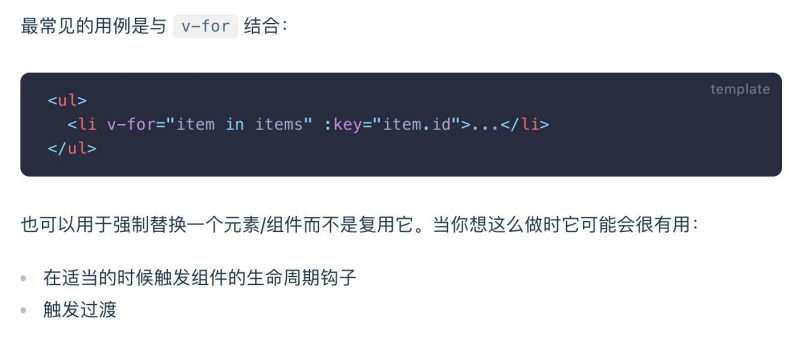 最常见的用例是与 v-for 结合：
template
<ul>
  <li v-for="item in items" :key="item.id">...</li>
</ul>
也可以用于强制替换一个元素/组件而不是复用它。当你想这么做时它可能会很有用：
在适当的时候触发组件的生命周期钩子
触发过渡